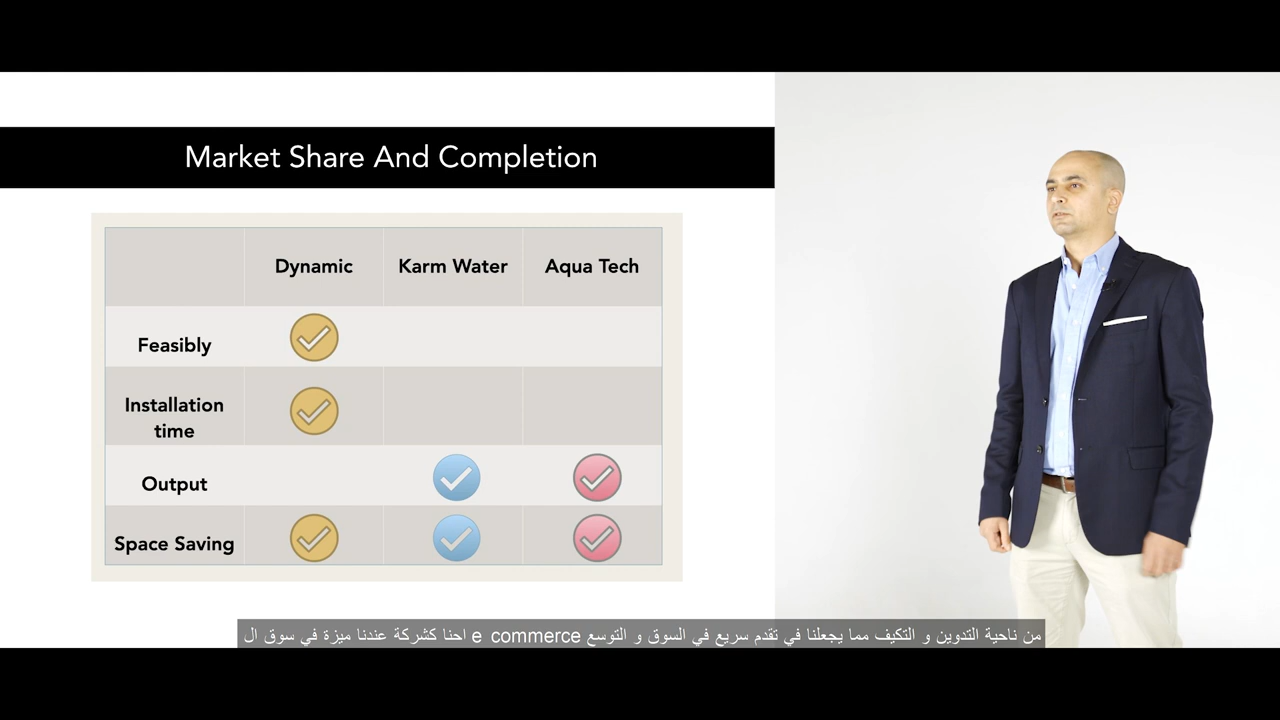 Market Share And Completion
Dynamic Karm Water Aqua Tech
Feasibly
Installation
time
Output
Space Saving
من ناحية التدوين و التكيف مما يجعلنا في تقدم سريع في السوق و التوسع e commerce احنا كشركة عندنا ميزة في سوق ال